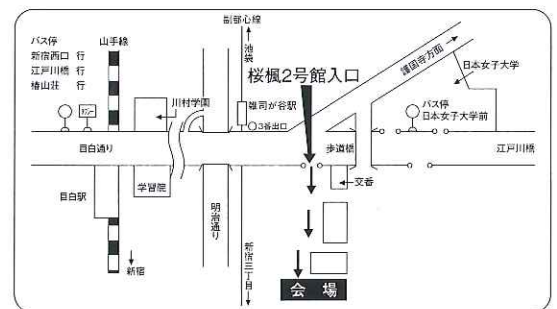 バス停
新宿西口 行
江戸川橋 行
椿山荘 行
山手線
副都心線
池袋
桜楓2号館入口
護国寺方面
日本女子大学
川村学園
雑司が谷駅
3番出口
バス停
日本女子大学前
目白通り
歩道橋
江戸川橋
目白駅
学習院
明治通り
交番
新宿三丁目
新宿
会場